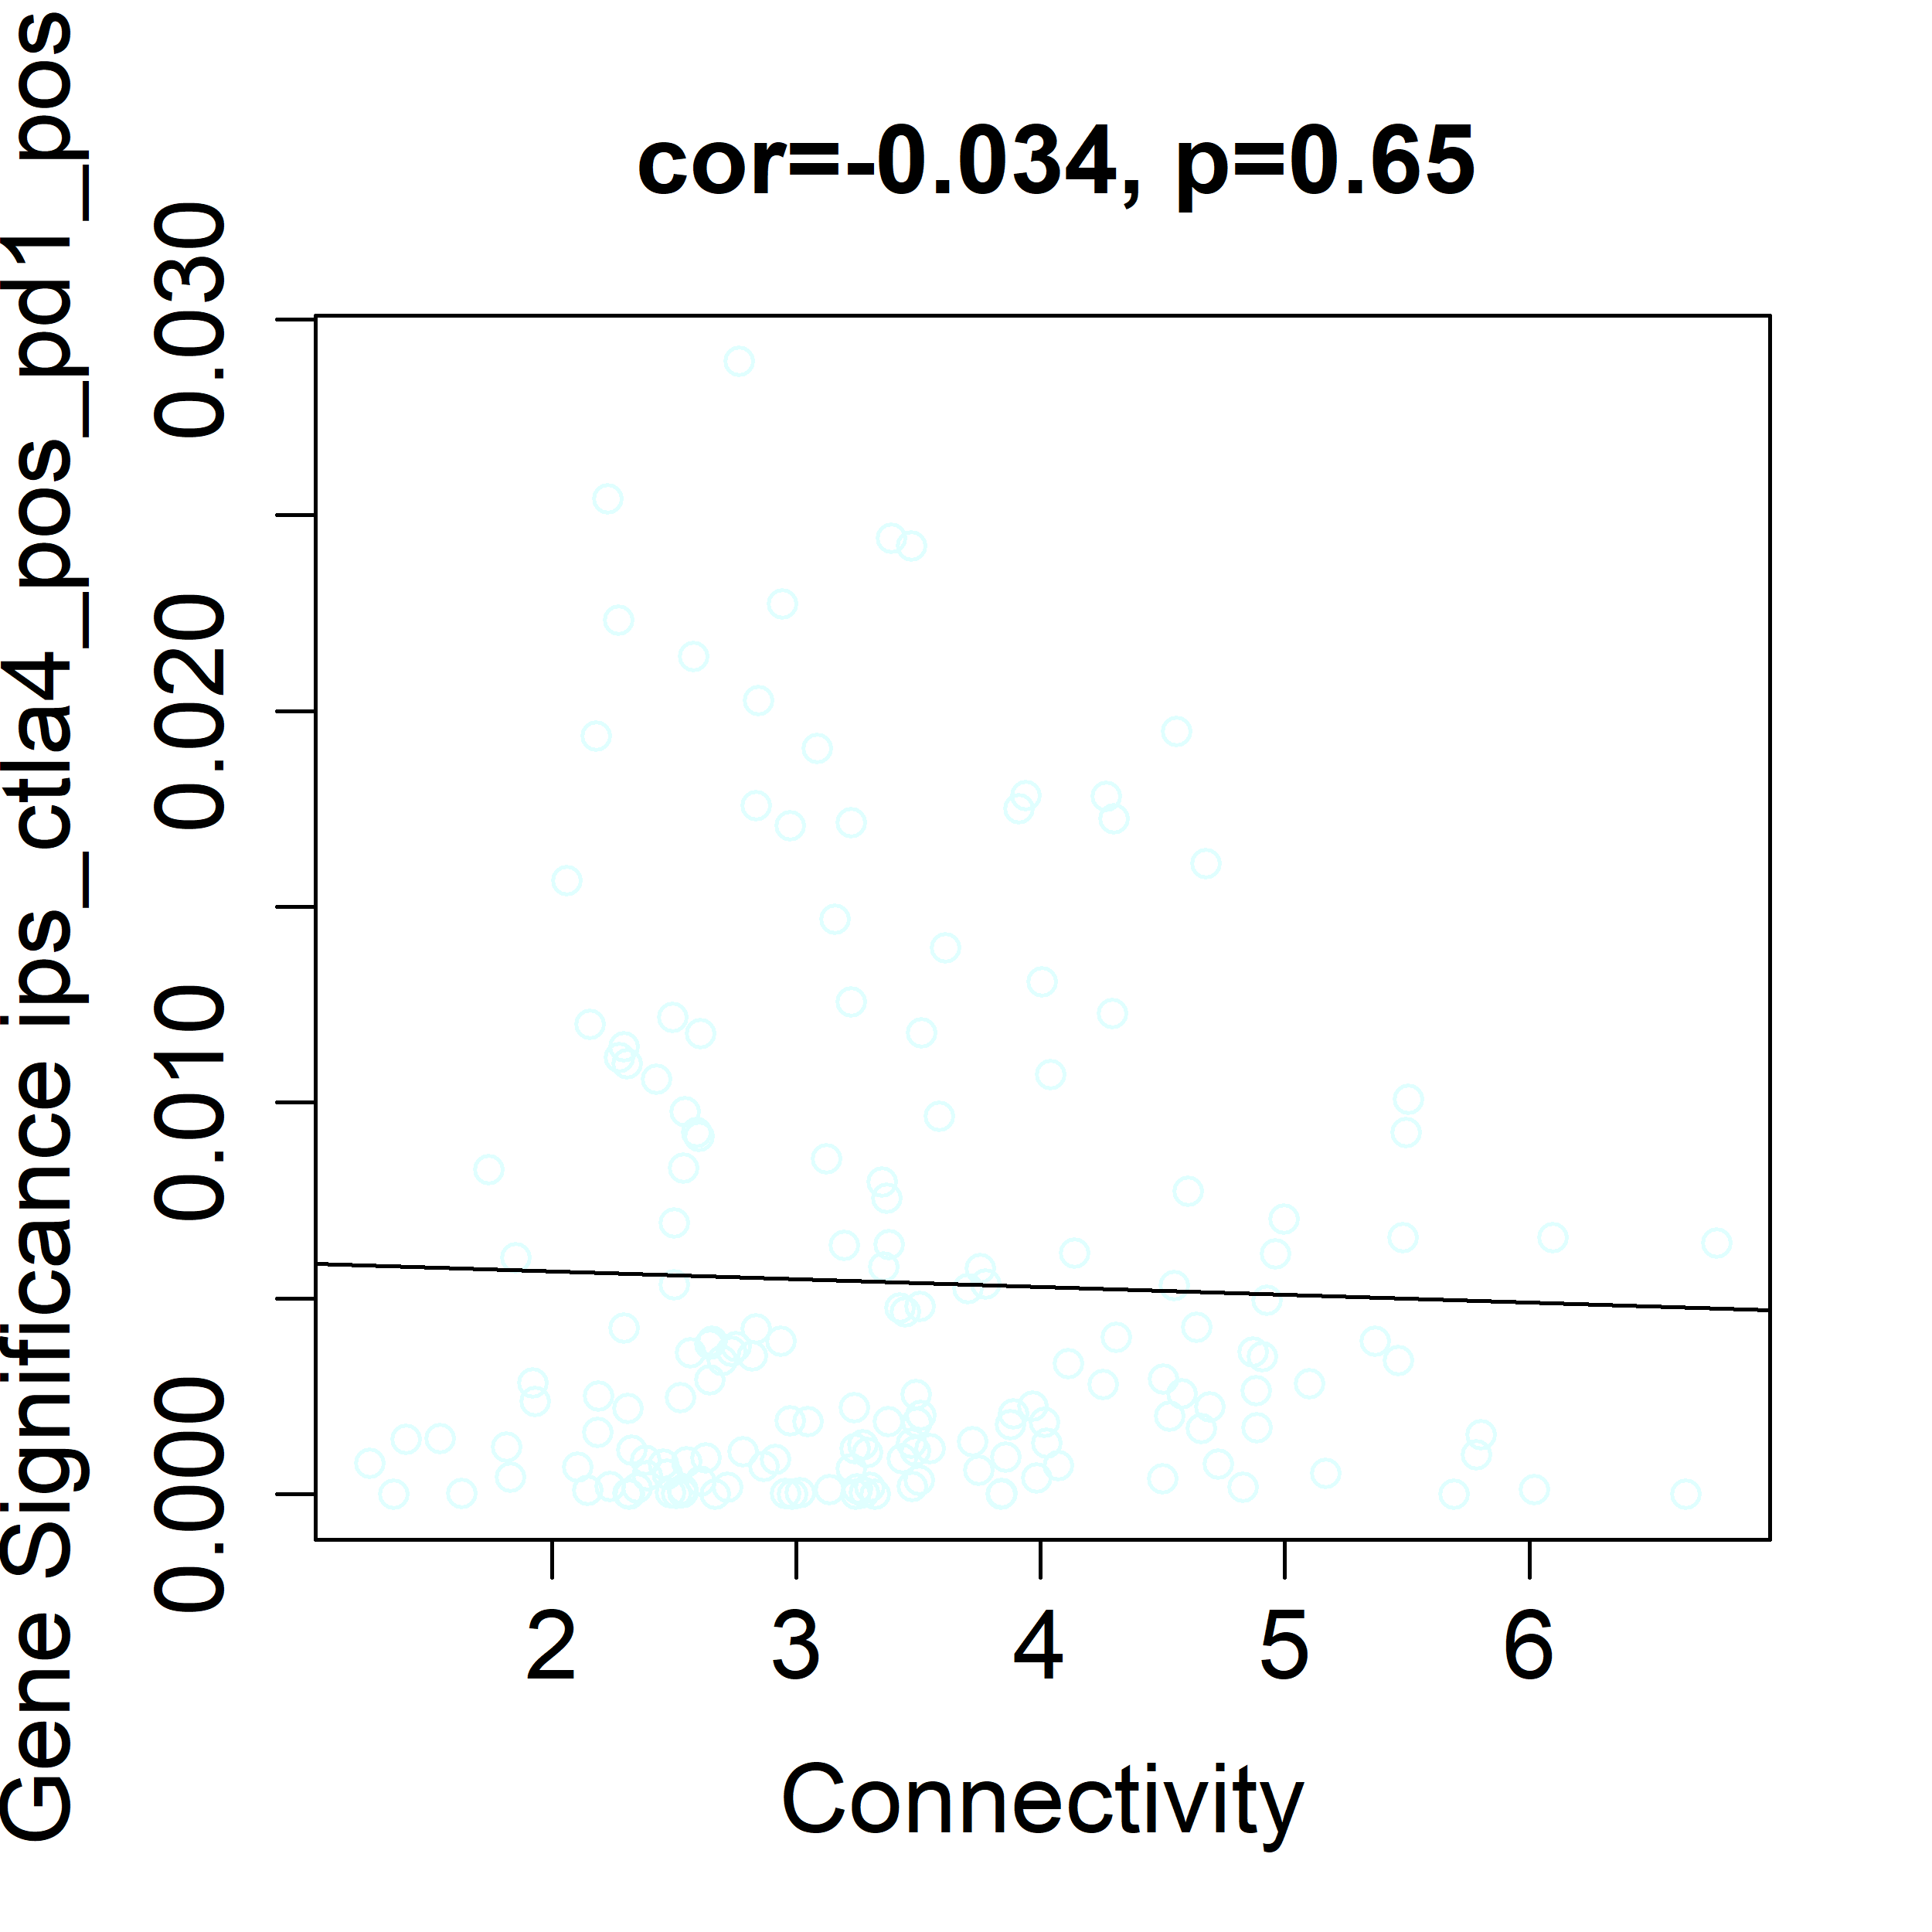 cor=-0.034, p=0.65
Gene Significance ips_ctla4_pos_pd1_pos
0.030
0.020
0.010
0.000
2 3 4 5 6
Connectivity